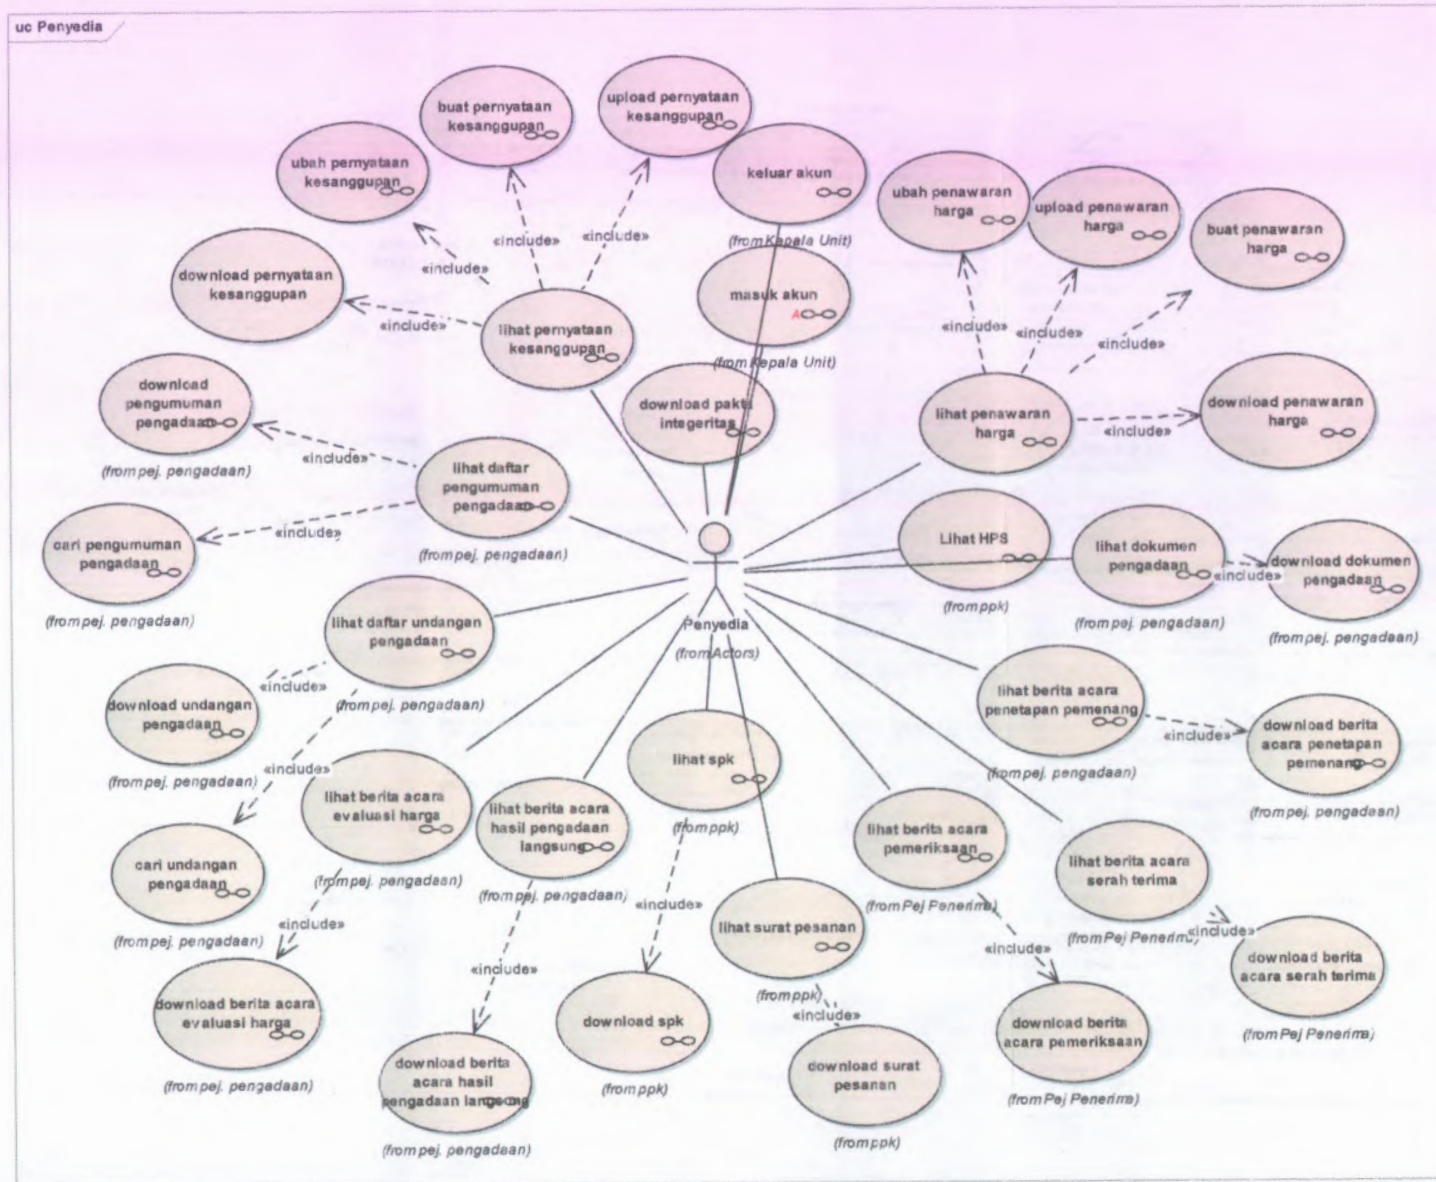 uc Penyedia
buat pernyataan
kesanggupan
upload pernyataan
kesanggupan
ubah pernyataan
kesanggupan
keluar akun
(from Kepala Unit)
ubah penawaran
harga
upload penawaran
harga
buat penawaran
harga
«include»
«include»
«include»
download pernyataan
kesanggupan
«include»
lihat pernyataan
kesanggupan
masuk akun
A
(from Kepala Unit)
«include»
«include»
«include»
download
pengumuman
pengadaan
(from pej. pengadaan)
«include»
lihat daftar
pengumuman
pengadaan
(from pej. pengadaan)
download pakta
integeritas
lihat penawaran
harga
«include»
download penawaran
harga
cari pengumuman
pengadaan
(from pej. pengadaan)
«include»
Lihat HPS
(from ppk)
lihat dokumen
pengadaan
(from pej. pengadaan)
«include»
download dokumen
pengadaan
(from pej. pengadaan)
Penyedia
(from Actors)
lihat daftar undangan
pengadaan
(from pej. pengadaan)
«include»
download undangan
pengadaan
(from pej. pengadaan)
«include»
cari undangan
pengadaan
(from pej. pengadaan)
lihat berita acara
penetapan pemenang
(from pej. pengadaan)
«include»
download berita
acara penetapan
pemenang
(from pej. pengadaan)
lihat berita acara
evaluasi harga
(from pej. pengadaan)
«include»
download berita acara
evaluasi harga
(from pej. pengadaan)
lihat berita acara
hasil pengadaan
langsung
(from pej. pengadaan)
«include»
download berita
acara hasil
pengadaan langsong
(from pej. pengadaan)
lihat spk
(from ppk)
«include»
download spk
(from ppk)
lihat surat pesanan
(from ppk)
«include»
download surat
pesanan
(from ppk)
lihat berita acara
pemeriksaan
(from Pej Penerima)
«include»
download berita
acara pemeriksaan
(from Pej Penerima)
lihat berita acara
serah terima
(from Pej Penerima)
«include»
download berita
acara serah terima
(from Pej Penerima)